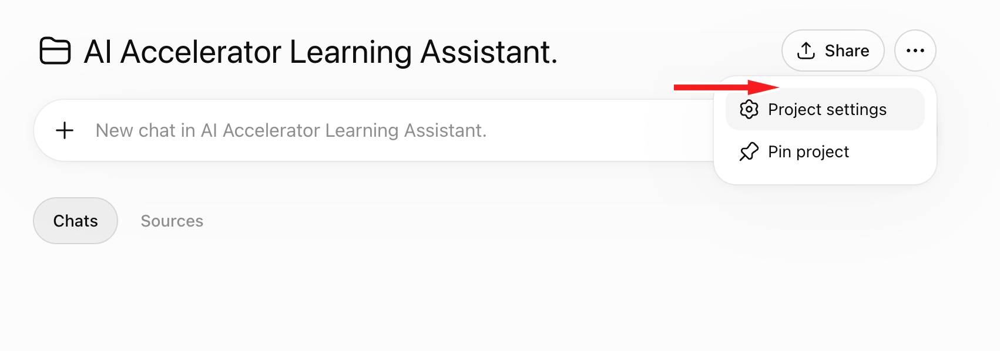 AI Accelerator Learning Assistant.
Share
Project settings
New chat in AI Accelerator Learning Assistant.
Pin project
Chats
Sources